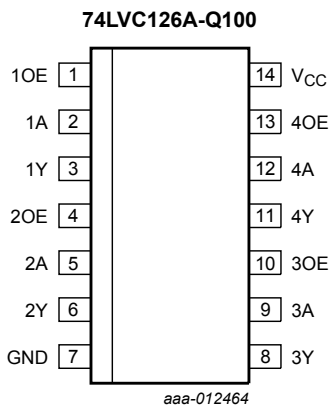 74LVC126A-Q100
1OE 1 14 VCC
1A 2 13 4OE
1Y 3 12 4A
2OE 4 11 4Y
2A 5 10 3OE
2Y 6 9 3A
GND 7 8 3Y
aaa-012464